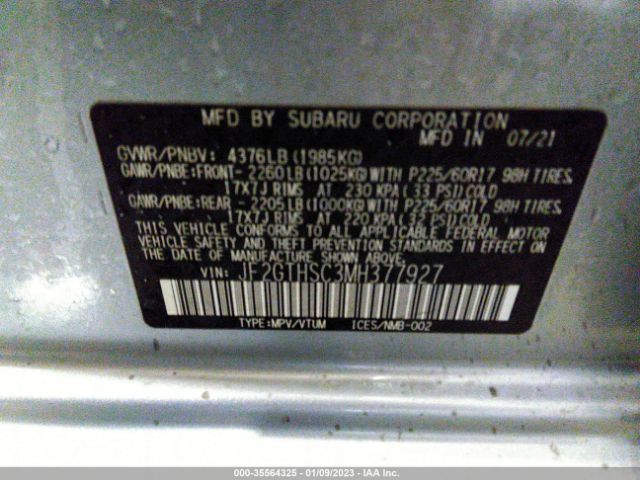 MFD BY SUBARU CORPORATION
MFD IN 07/21
GVWR/PNBV: 4376LB (1985KG)
GAWR/PNBE: FRONT- 2260LB (1025KG) WITH P225/60R17 98H TIRES,
17X7J RIMS AT 230 KPA (33 PSI) COLD
GAWR/PNBE: REAR - 2205LB (1000KG) WITH P225/60R17 98H TIRES,
17X7J RIMS AT 220 KPA (33 PSI) COLD
THIS VEHICLE CONFORMS TO ALL APPLICABLE FEDERAL MOTOR
VEHICLE SAFETY AND THEFT PREVENTION STANDARDS IN EFFECT ON
THE DATE OF MANUFACTURE SHOWN ABOVE.
VIN: JF2GTHSC3MH377927
TYPE: MPV/VTUM ICES/NMB-002
000-35564325 - 01/09/2023 - IAA Inc.